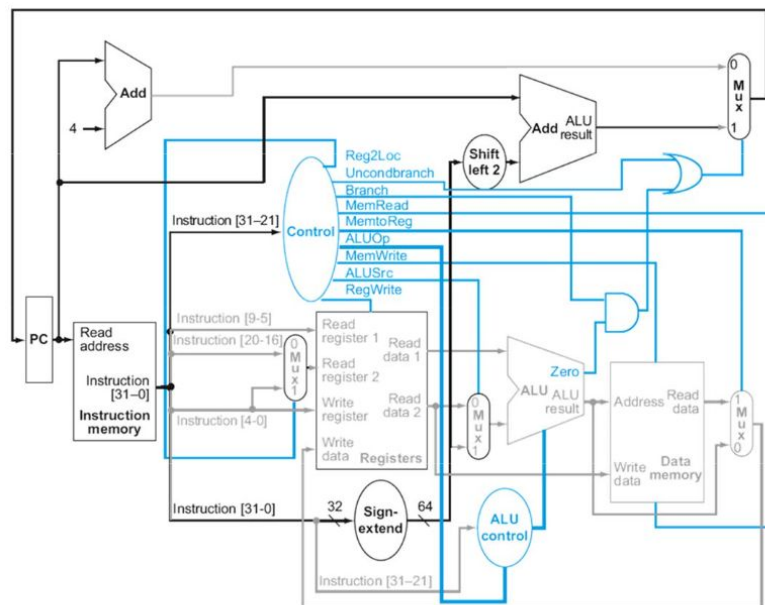 Add
4
0
M
u
x
1
Add
ALU
result
Shift
left 2
Reg2Loc
Uncondbranch
Branch
MemRead
MemtoReg
ALUOp
MemWrite
ALUSrc
RegWrite
Control
Instruction [31–21]
PC
Read
address
Instruction
[31–0]
Instruction
memory
Instruction [9-5]
Instruction [20-16]
Instruction [4-0]
0
M
u
x
1
Read
register 1
Read
register 2
Write
register
Write
data
Read
data 1
Read
data 2
Registers
0
M
u
x
1
Zero
ALU
ALU
result
Address
Read
data
Write
data
Data
memory
1
M
u
x
0
Instruction [31-0]
32
Sign-
extend
64
ALU
control
Instruction [31–21]